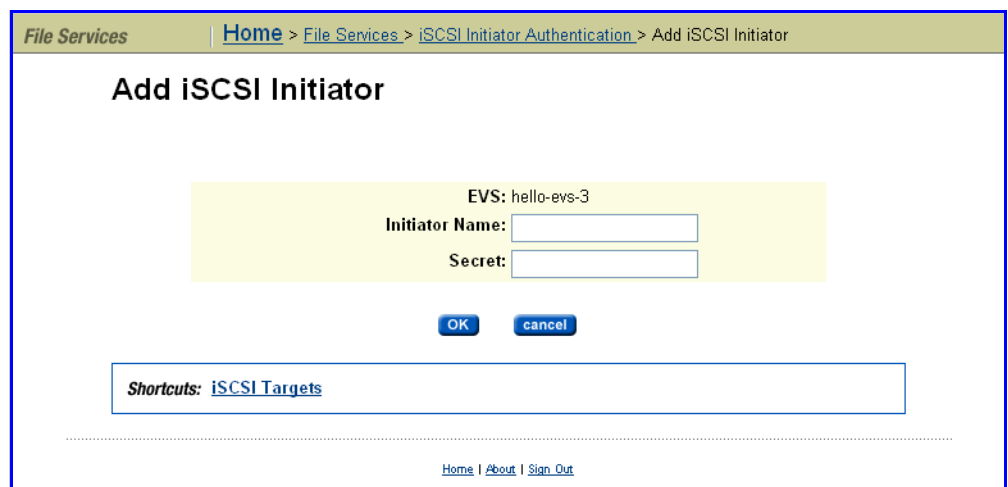 File Services | Home > File Services > iSCSI Initiator Authentication > Add iSCSI Initiator
Add iSCSI Initiator
EVS: hello-evs-3
Initiator Name:
Secret:
OK cancel
Shortcuts: iSCSI Targets
Home | About | Sign Out